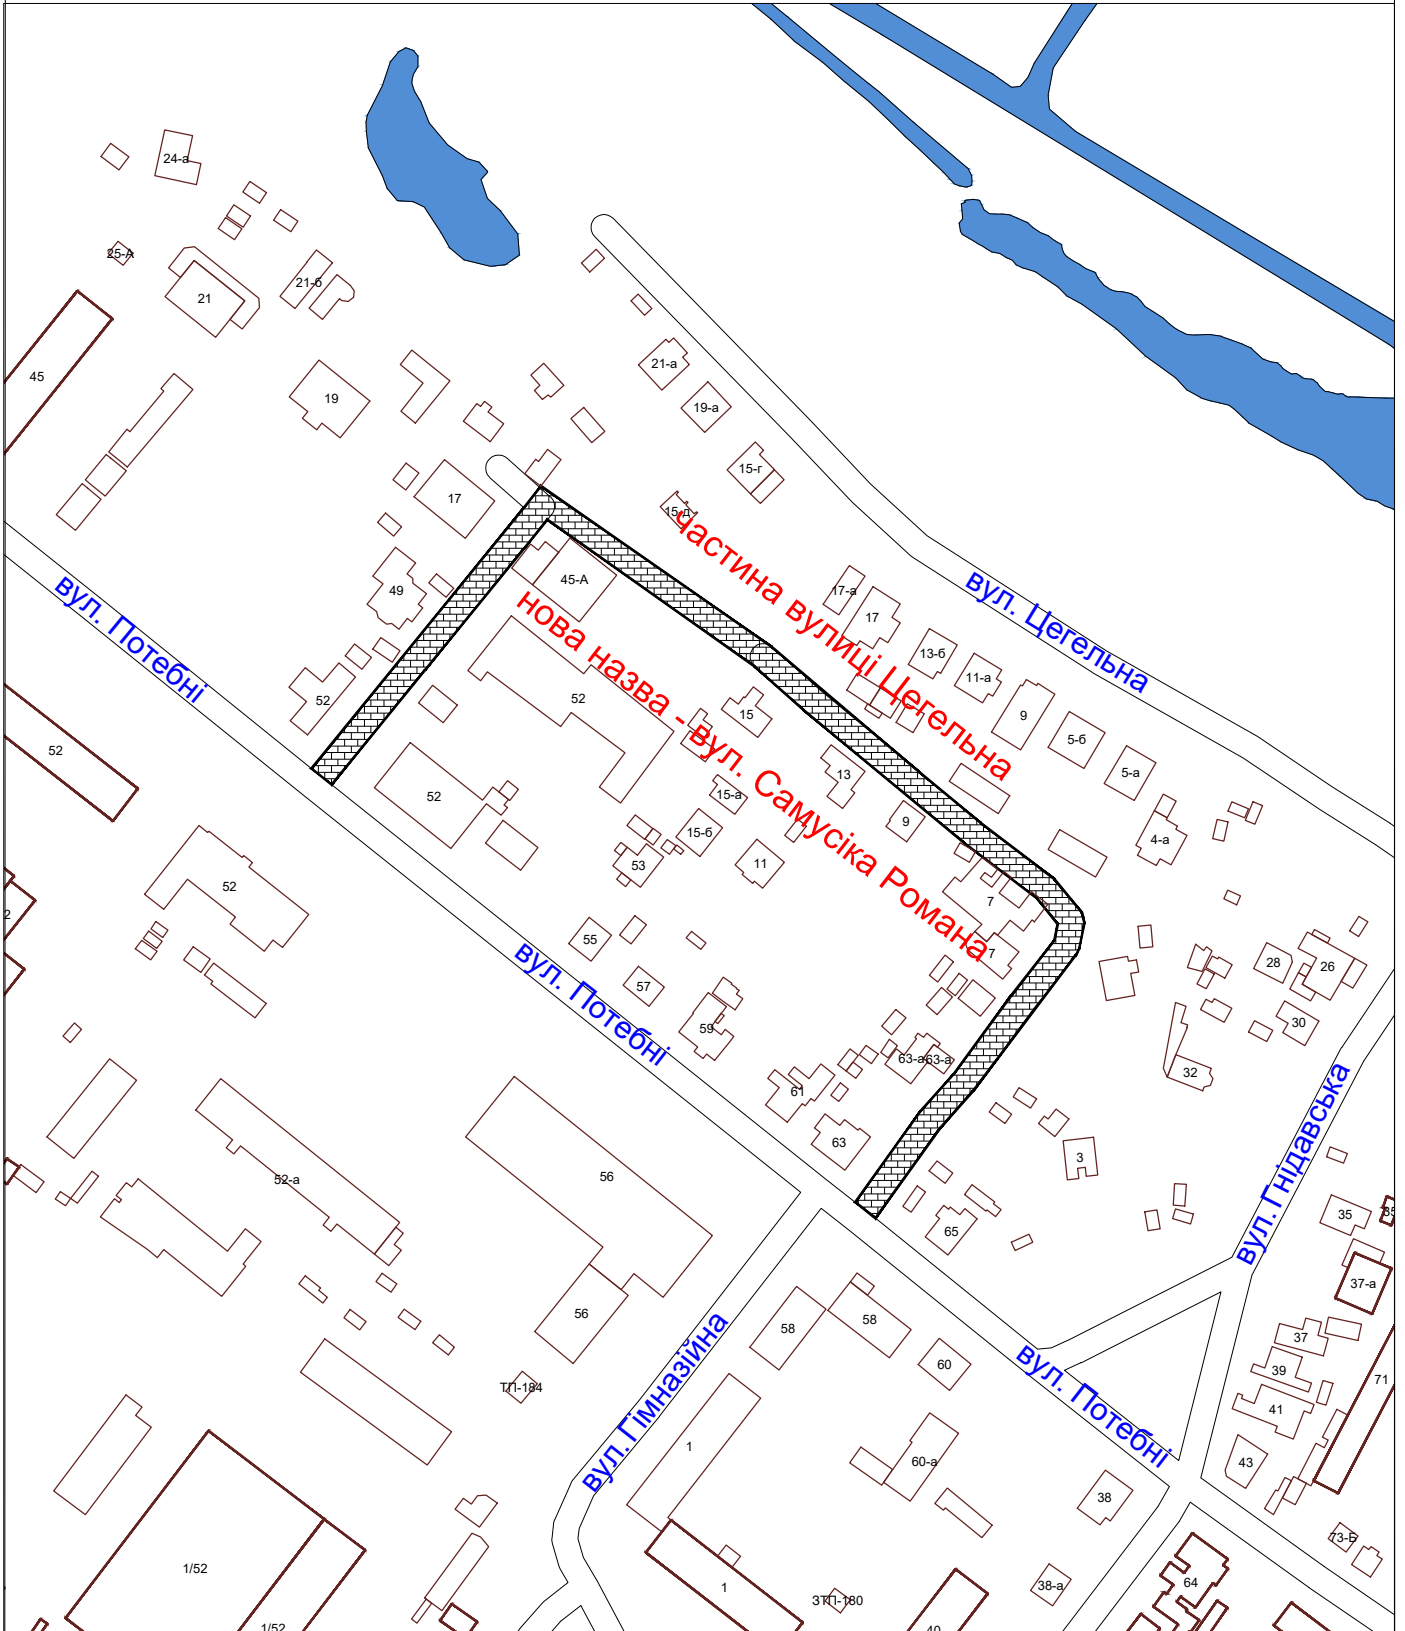 24-а
25-А
21
21-б
45
19
21-а
19-а
15-г
17
15-д
45-А
49
17-а
17
частина вулиці Цегельна
вул. Цегельна
нова назва - вул. Самусіка Романа
вул. Потебні
13-б
11-а
52
52
15
9
5-б
52
13
5-а
52
15-а
15-б
9
4-а
53
11
52
7
2
55
7
28
26
57
вул. Потебні
59
30
63-а
63-а
32
61
63
3
вул. Гнідавська
52-а
56
65
35
35
37-а
56
58
58
37
60
39
ТП-184
вул. Гімназійна
вул. Потебні
71
41
1
60-а
43
38
73-Б
1/52
1
38-а
64
ЗТП-180
1/52
40